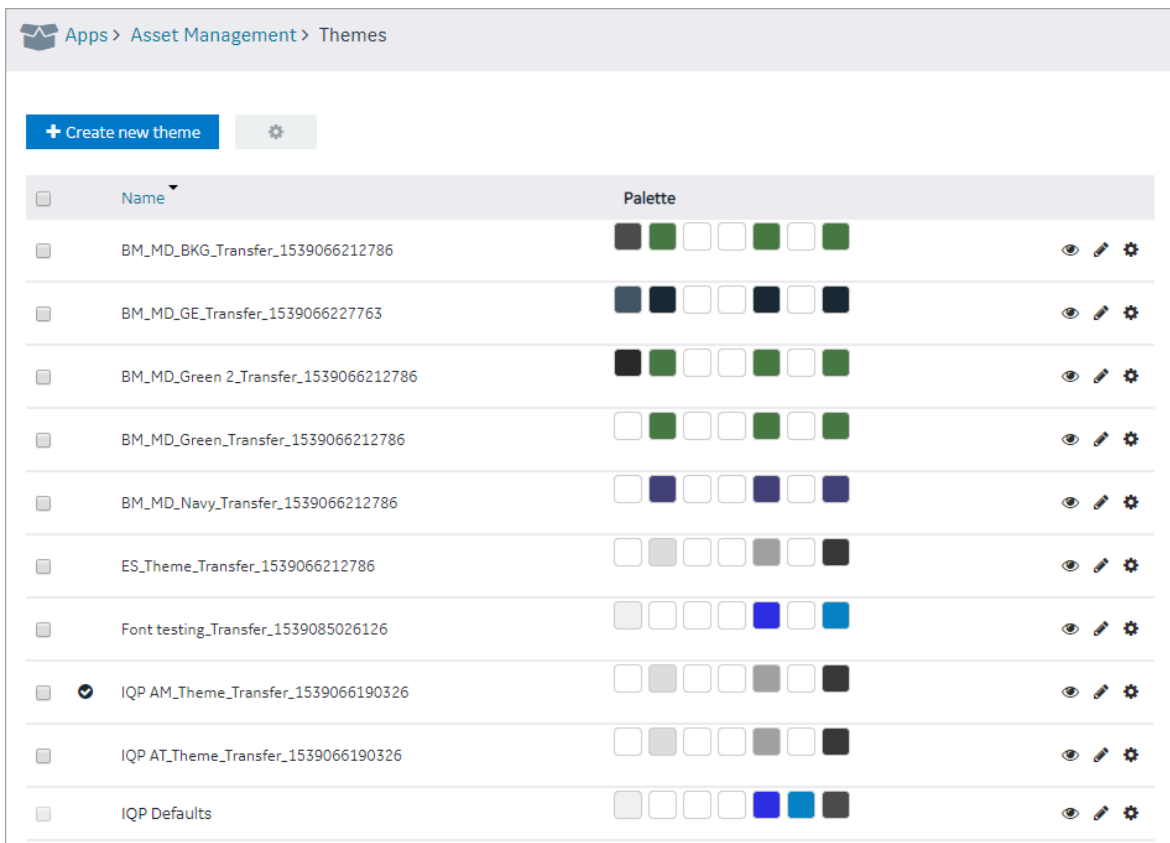 Apps > Asset Management > Themes
Create new theme
Name Palette
BM_MD_BKG_Transfer_1539066212786
BM_MD_GE_Transfer_1539066227763
BM_MD_Green 2_Transfer_1539066212786
BM_MD_Green_Transfer_1539066212786
BM_MD_Navy_Transfer_1539066212786
ES_Theme_Transfer_1539066212786
Font testing_Transfer_1539085026126
IQP AM_Theme_Transfer_1539066190326
IQP AT_Theme_Transfer_1539066190326
IQP Defaults